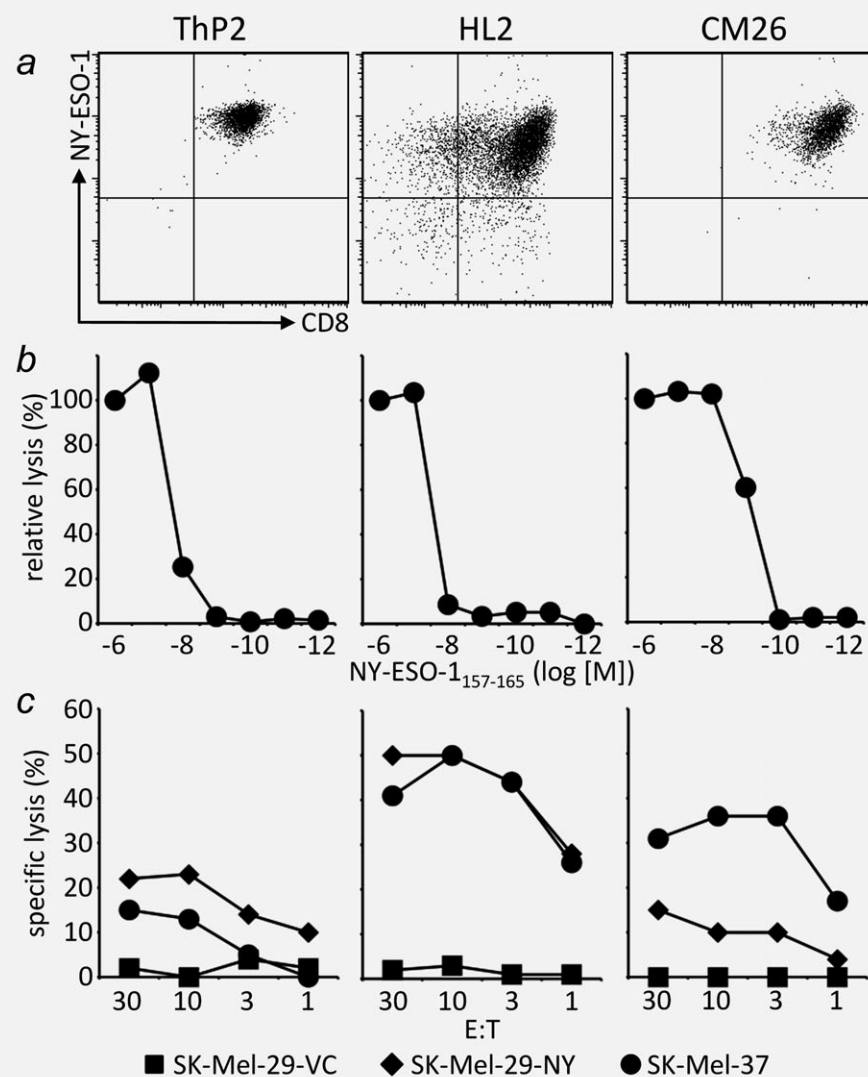 ThP2 HL2 CM26
a
NY-ESO-1
CD8
b
relative lysis (%)
100
80
60
40
20
0
-6 -8 -10 -12 -6 -8 -10 -12 -6 -8 -10 -12
NY-ESO-1157-165 (log [M])
c
specific lysis (%)
60
50
40
30
20
10
0
30 10 3 1 30 10 3 1 30 10 3 1
E:T
SK-Mel-29-VC SK-Mel-29-NY SK-Mel-37